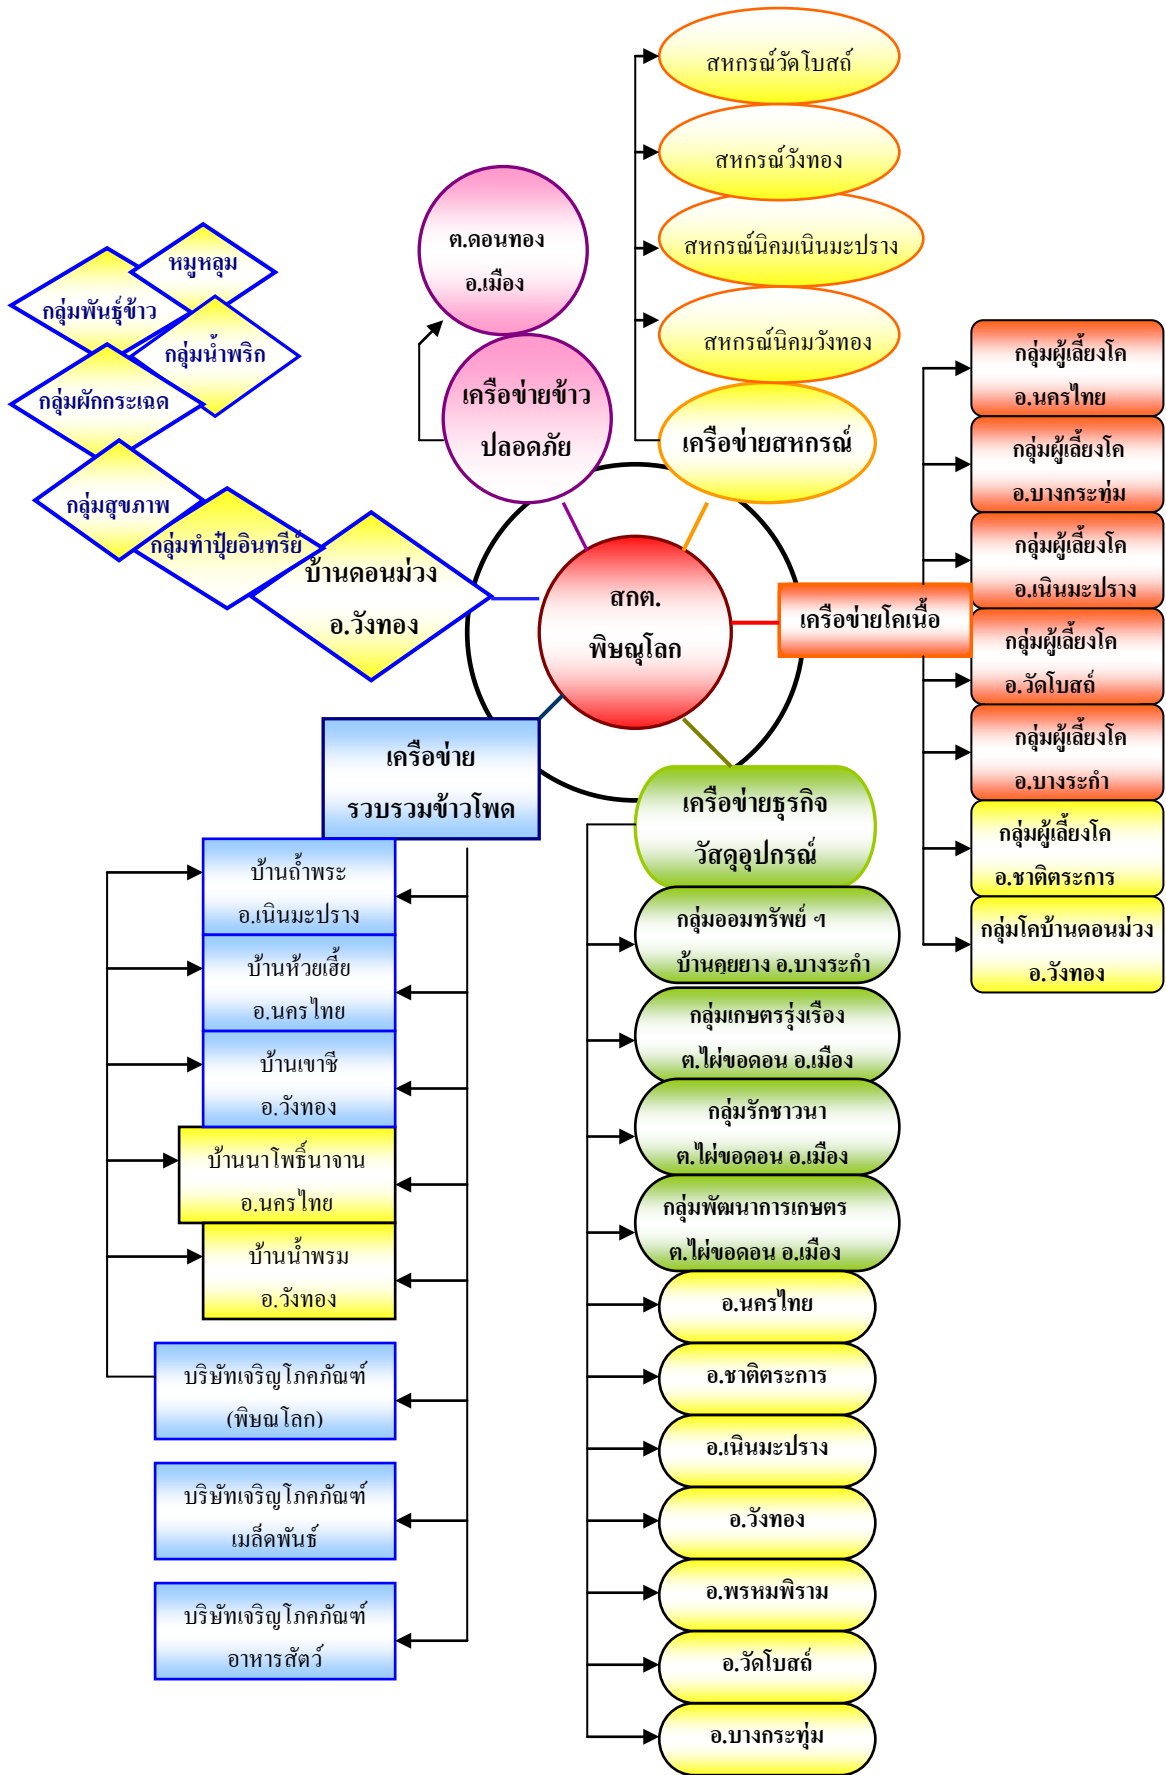 สหกรณ์วัดโบสถ์
สหกรณ์วังทอง
สหกรณ์นิคมเนินมะปราง
สหกรณ์นิคมวังทอง
เครือข่ายสหกรณ์
ต.ดอนทอง
อ.เมือง
เครือข่ายข้าว
ปลอดภัย
หมูหลุม
กลุ่มพันธุ์ข้าว
กลุ่มน้ำพริก
กลุ่มผักกระเฉด
กลุ่มสุขภาพ
กลุ่มทำปุ๋ยอินทรีย์
บ้านดอนม่วง
อ.วังทอง
สกต.
พิษณุโลก
เครือข่ายโคเนื้อ
กลุ่มผู้เลี้ยงโค
อ.นครไทย
กลุ่มผู้เลี้ยงโค
อ.บางกระทุ่ม
กลุ่มผู้เลี้ยงโค
อ.เนินมะปราง
กลุ่มผู้เลี้ยงโค
อ.วัดโบสถ์
กลุ่มผู้เลี้ยงโค
อ.บางระกำ
กลุ่มผู้เลี้ยงโค
อ.ชาติตระการ
กลุ่มโคบ้านดอนม่วง
อ.วังทอง
เครือข่าย
รวบรวมข้าวโพด
บ้านถ้ำพระ
อ.เนินมะปราง
บ้านห้วยเฮี้ย
อ.นครไทย
บ้านเขาชี
อ.วังทอง
บ้านนาโพธิ์นาจาน
อ.นครไทย
บ้านน้ำพรม
อ.วังทอง
บริษัทเจริญโภคภัณฑ์
(พิษณุโลก)
บริษัทเจริญโภคภัณฑ์
เมล็ดพันธ์
บริษัทเจริญโภคภัณฑ์
อาหารสัตว์
เครือข่ายธุรกิจ
วัสดุอุปกรณ์
กลุ่มออมทรัพย์ ฯ
บ้านคุยยาง อ.บางระกำ
กลุ่มเกษตรรุ่งเรือง
ต.ไผ่ขอดอน อ.เมือง
กลุ่มรักชาวนา
ต.ไผ่ขอดอน อ.เมือง
กลุ่มพัฒนาการเกษตร
ต.ไผ่ขอดอน อ.เมือง
อ.นครไทย
อ.ชาติตระการ
อ.เนินมะปราง
อ.วังทอง
อ.พรหมพิราม
อ.วัดโบสถ์
อ.บางกระทุ่ม